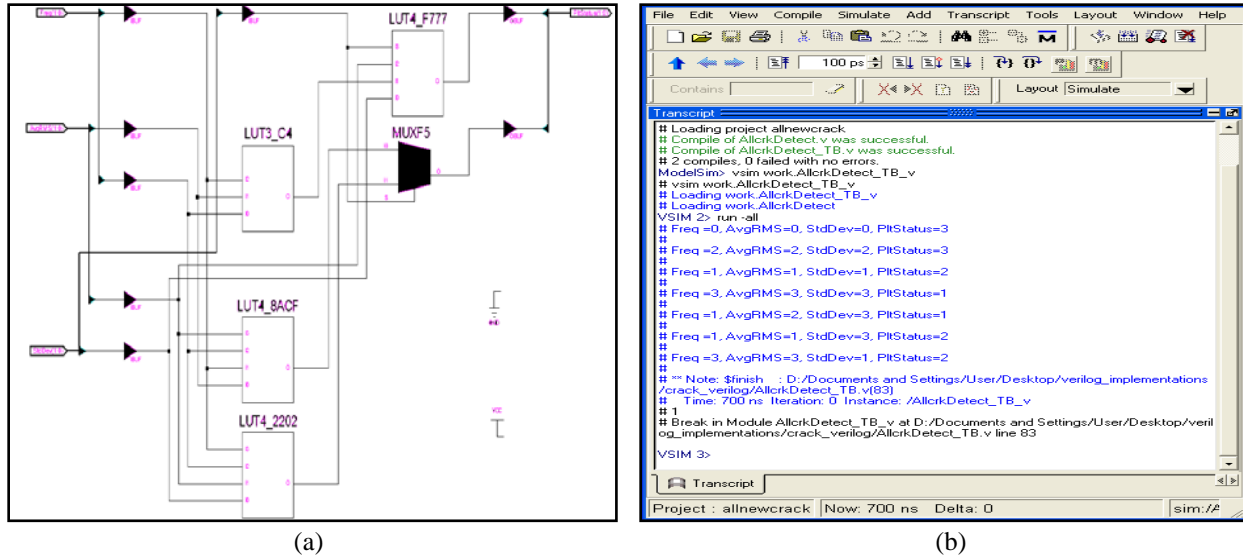 LUT4_F777
LUT3_C4
MUXF5
LUT4_8ACF
LUT4_2202
GND
VCC
(a)
File Edit View Compile Simulate Add Transcript Tools Layout Window Help
100 ps
Contains
Layout Simulate
Transcript
# Loading project allnewcrack
# Compile of AllcrkDetect.v was successful.
# Compile of AllcrkDetect_TB.v was successful.
# 2 compiles, 0 failed with no errors.
ModelSim> vsim work.AllcrkDetect_TB_v
# vsim work.AllcrkDetect_TB_v
# Loading work.AllcrkDetect_TB_v
# Loading work.AllcrkDetect
VSIM 2> run -all
# Freq =0, AvgRMS=0, StdDev=0, PltStatus=3
#
# Freq =2, AvgRMS=2, StdDev=2, PltStatus=3
#
# Freq =1, AvgRMS=1, StdDev=1, PltStatus=2
#
# Freq =3, AvgRMS=3, StdDev=3, PltStatus=1
#
# Freq =1, AvgRMS=2, StdDev=3, PltStatus=1
#
# Freq =1, AvgRMS=1, StdDev=3, PltStatus=2
#
# Freq =3, AvgRMS=3, StdDev=1, PltStatus=2
#
# ** Note: $finish : D:/Documents and Settings/User/Desktop/verilog_implementations
/crack_verilog/AllcrkDetect_TB.v(83)
# Time: 700 ns Iteration: 0 Instance: /AllcrkDetect_TB_v
# 1
# Break in Module AllcrkDetect_TB_v at D:/Documents and Settings/User/Desktop/veril
og_implementations/crack_verilog/AllcrkDetect_TB.v line 83
VSIM 3>
Transcript
Project : allnewcrack Now: 700 ns Delta: 0 sim:/A
(b)